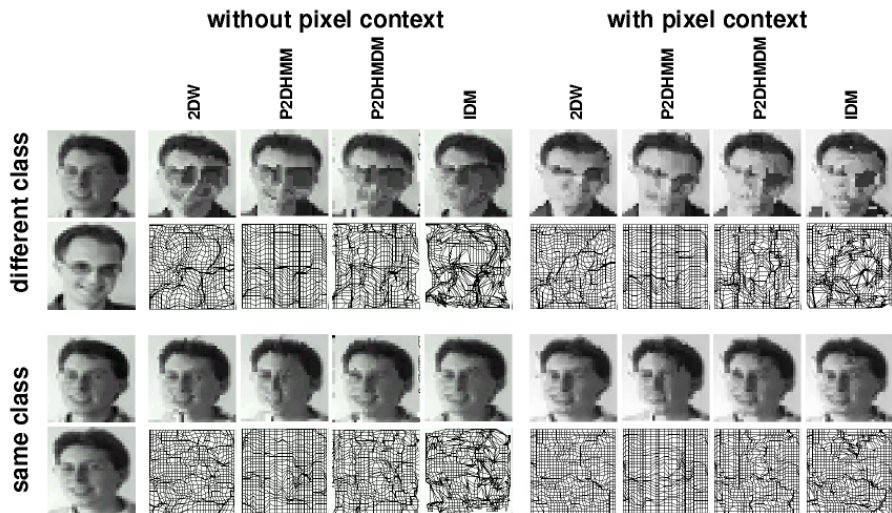 without pixel context
with pixel context
2DW
P2DHMM
P2DHMDM
IDM
2DW
P2DHMM
P2DHMDM
IDM
different class
same class